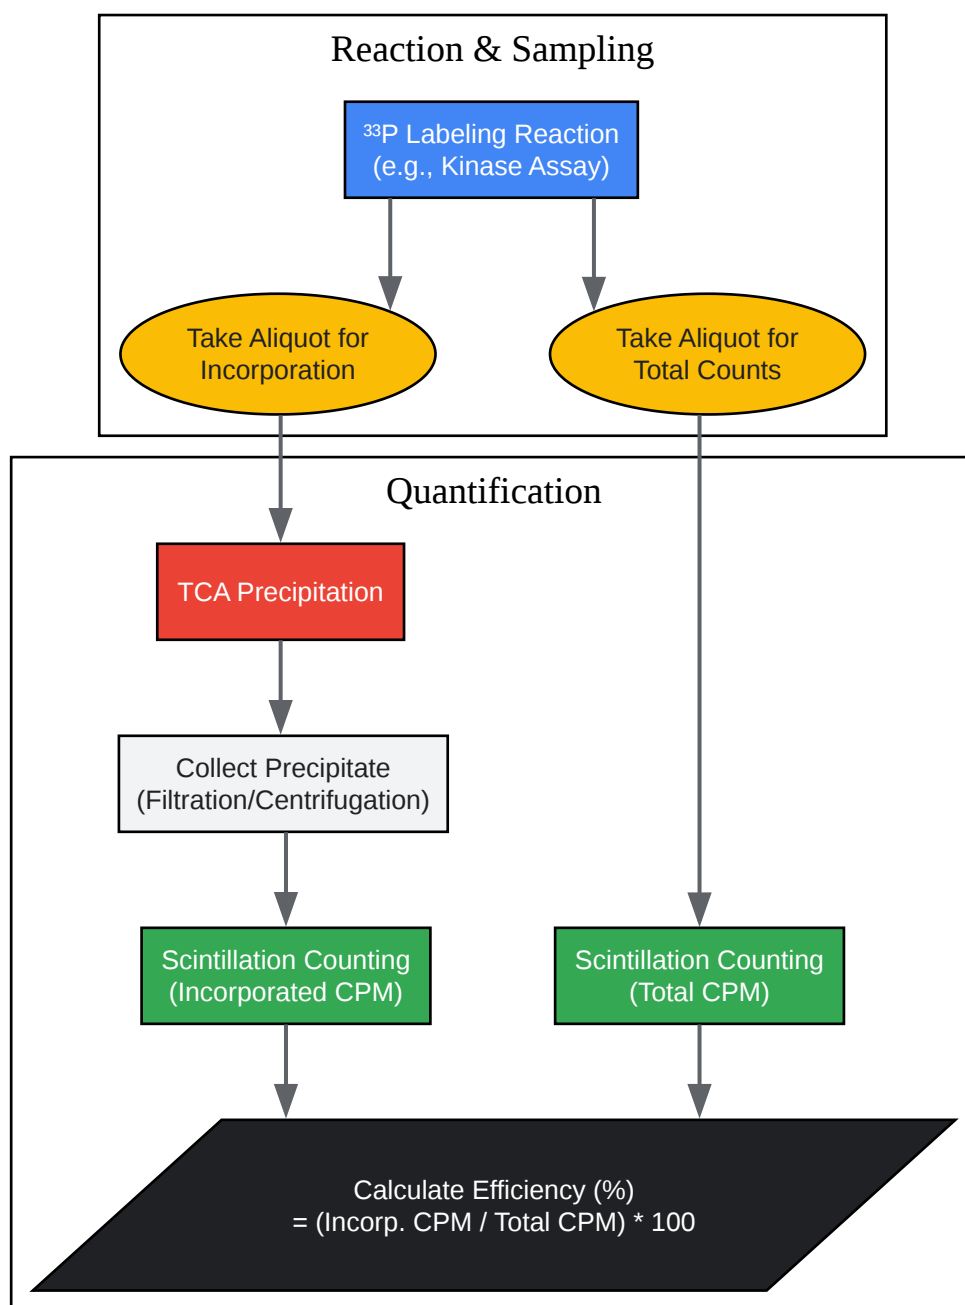 Reaction & Sampling
³³P Labeling Reaction
(e.g., Kinase Assay)
Take Aliquot for
Incorporation
Take Aliquot for
Total Counts
Quantification
TCA Precipitation
Collect Precipitate
(Filtration/Centrifugation)
Scintillation Counting
(Incorporated CPM)
Scintillation Counting
(Total CPM)
Calculate Efficiency (%)
= (Incorp. CPM / Total CPM) * 100